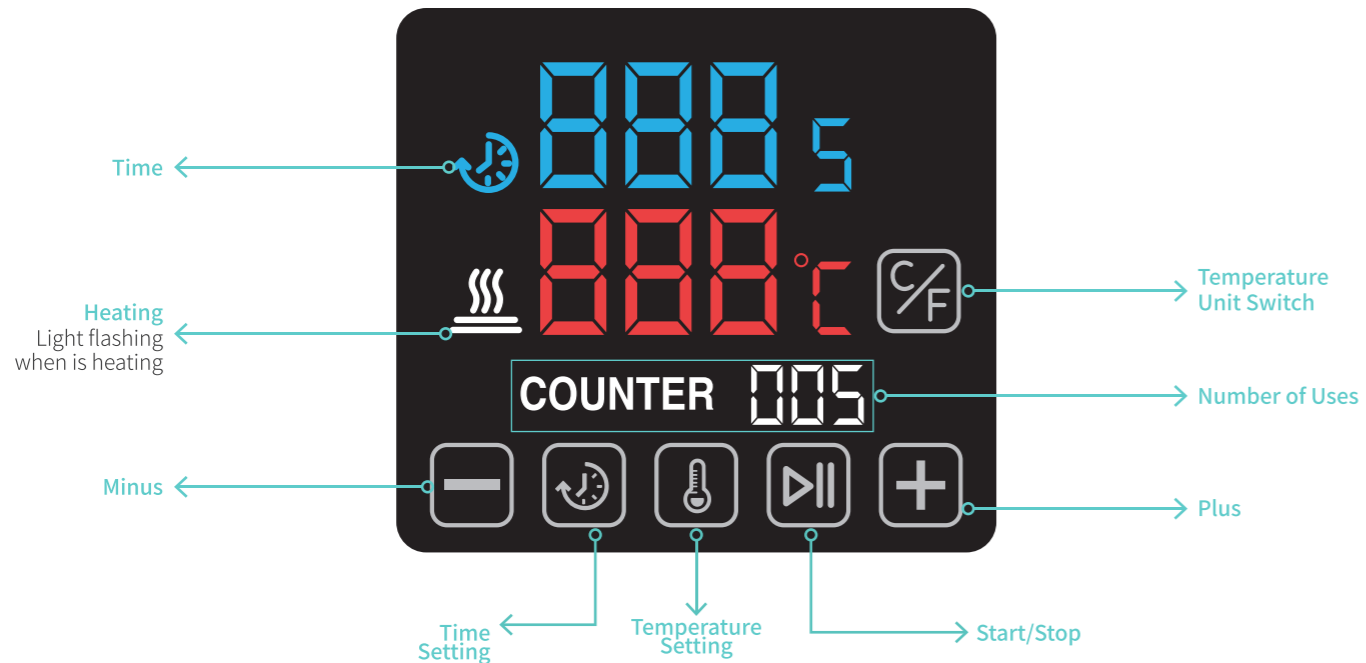 888 S
Time
888 °C
C/F
Temperature
Unit Switch
Heating
Light flashing
when is heating
COUNTER 005
Number of Uses
Minus
Plus
Time
Setting
Temperature
Setting
Start/Stop